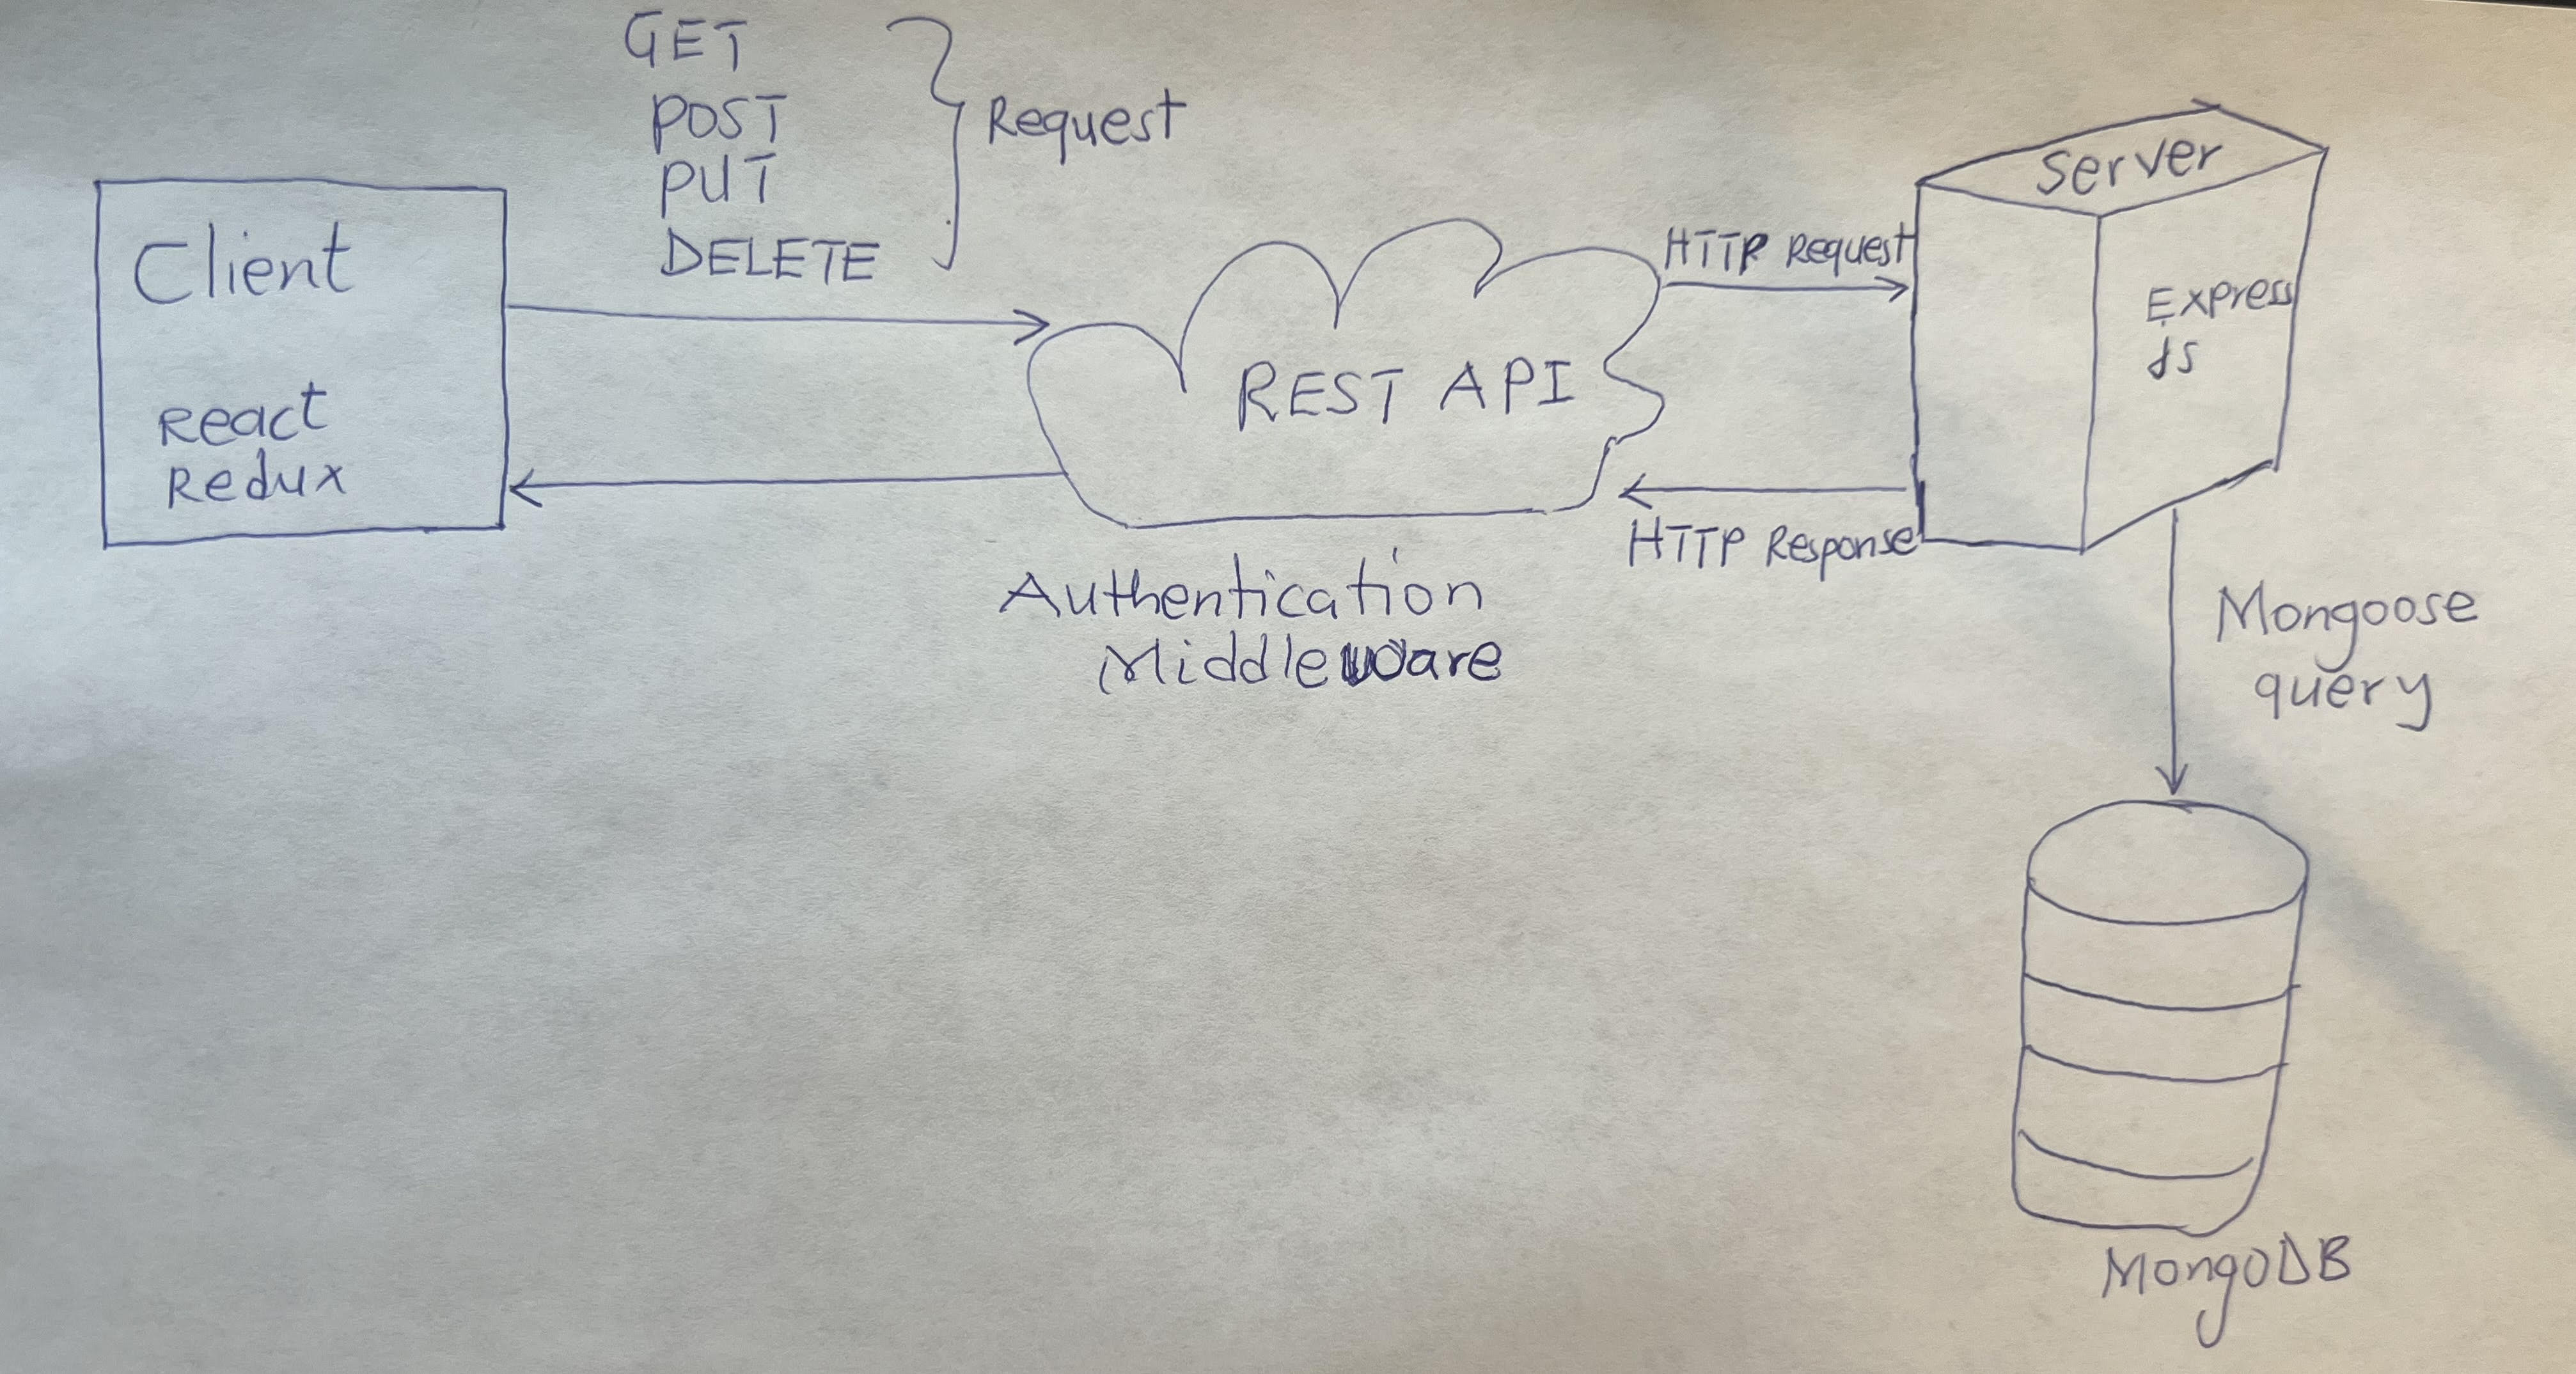 GET
POST
PUT
DELETE
Request
Client
React
Redux
REST API
Authentication
Middleware
HTTP Request
HTTP Response
Server
Express
JS
Mongoose
query
MongoDB